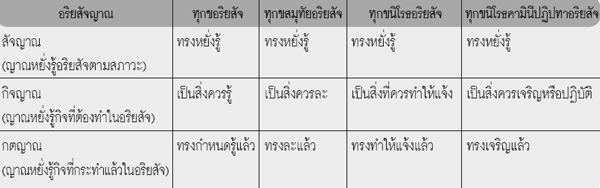 อริยสัจญาณ ทุกขอริยสัจ ทุกขสมุทัยอริยสัจ ทุกขนิโรธอริยสัจ ทุกขนิโรธคามินีปฏิปทาอริยสัจ
สัจญาณ ทรงหยั่งรู้ ทรงหยั่งรู้ ทรงหยั่งรู้ ทรงหยั่งรู้
(ญาณหยั่งรู้อริยสัจตามสภาวะ)
กิจญาณ เป็นสิ่งควรรู้ เป็นสิ่งควรละ เป็นสิ่งที่ควรทำให้แจ้ง เป็นสิ่งควรเจริญหรือปฏิบัติ
(ญาณหยั่งรู้กิจที่ต้องทำในอริยสัจ)
กตญาณ ทรงกำหนดรู้แล้ว ทรงละแล้ว ทรงทำให้แจ้งแล้ว ทรงเจริญแล้ว
(ญาณหยั่งรู้กิจที่กระทำแล้วในอริยสัจ)